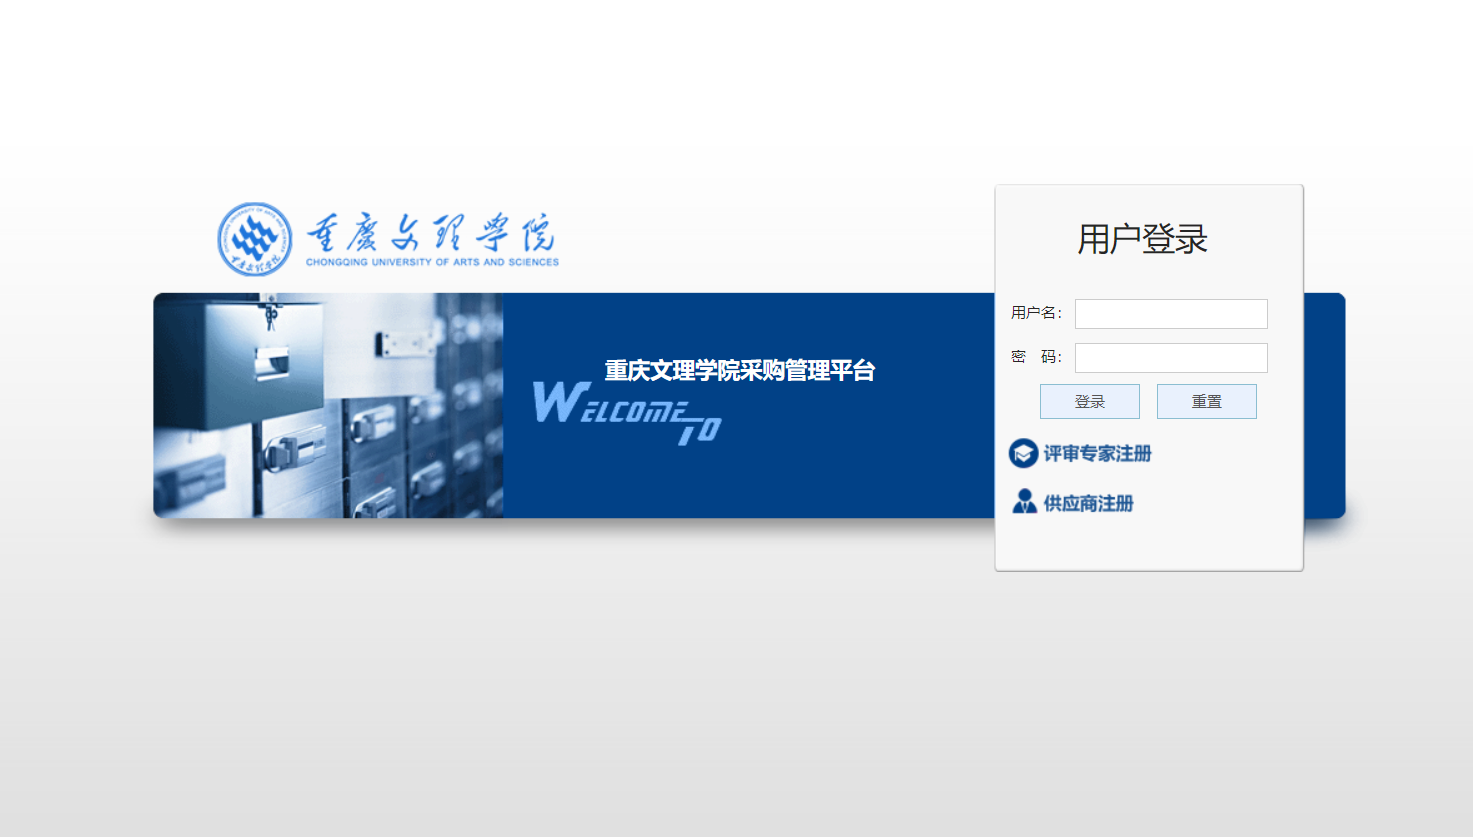 重慶文理學院
CHONGQING UNIVERSITY OF ARTS AND SCIENCES
重庆文理学院采购管理平台
WELCOME
TO
用户登录
用户名：
密 码：
登录 重置
评审专家注册
供应商注册